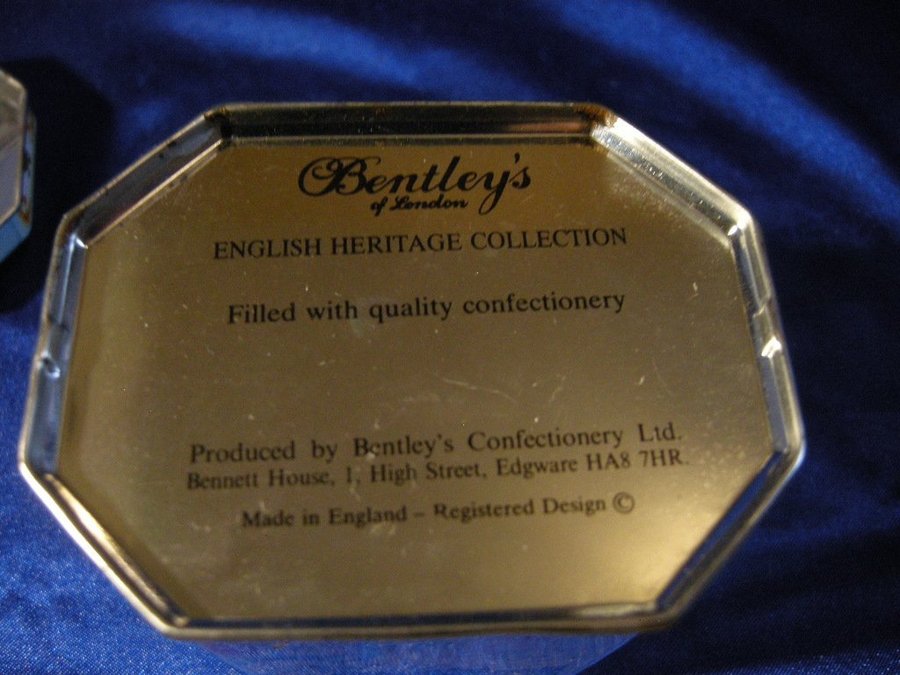 Bentley's
of London
ENGLISH HERITAGE COLLECTION
Filled with quality confectionery
Produced by Bentley's Confectionery Ltd.
Bennett House, 1, High Street, Edgware HA8 7HR.
Made in England – Registered Design ©